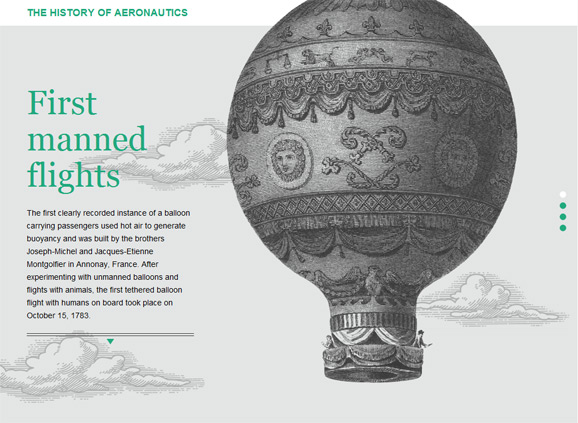 THE HISTORY OF AERONAUTICS
First
manned
flights
The first clearly recorded instance of a balloon
carrying passengers used hot air to generate
buoyancy and was built by the brothers
Joseph-Michel and Jacques-Etienne
Montgolfier in Annonay, France. After
experimenting with unmanned balloons and
flights with animals, the first tethered balloon
flight with humans on board took place on
October 15, 1783.